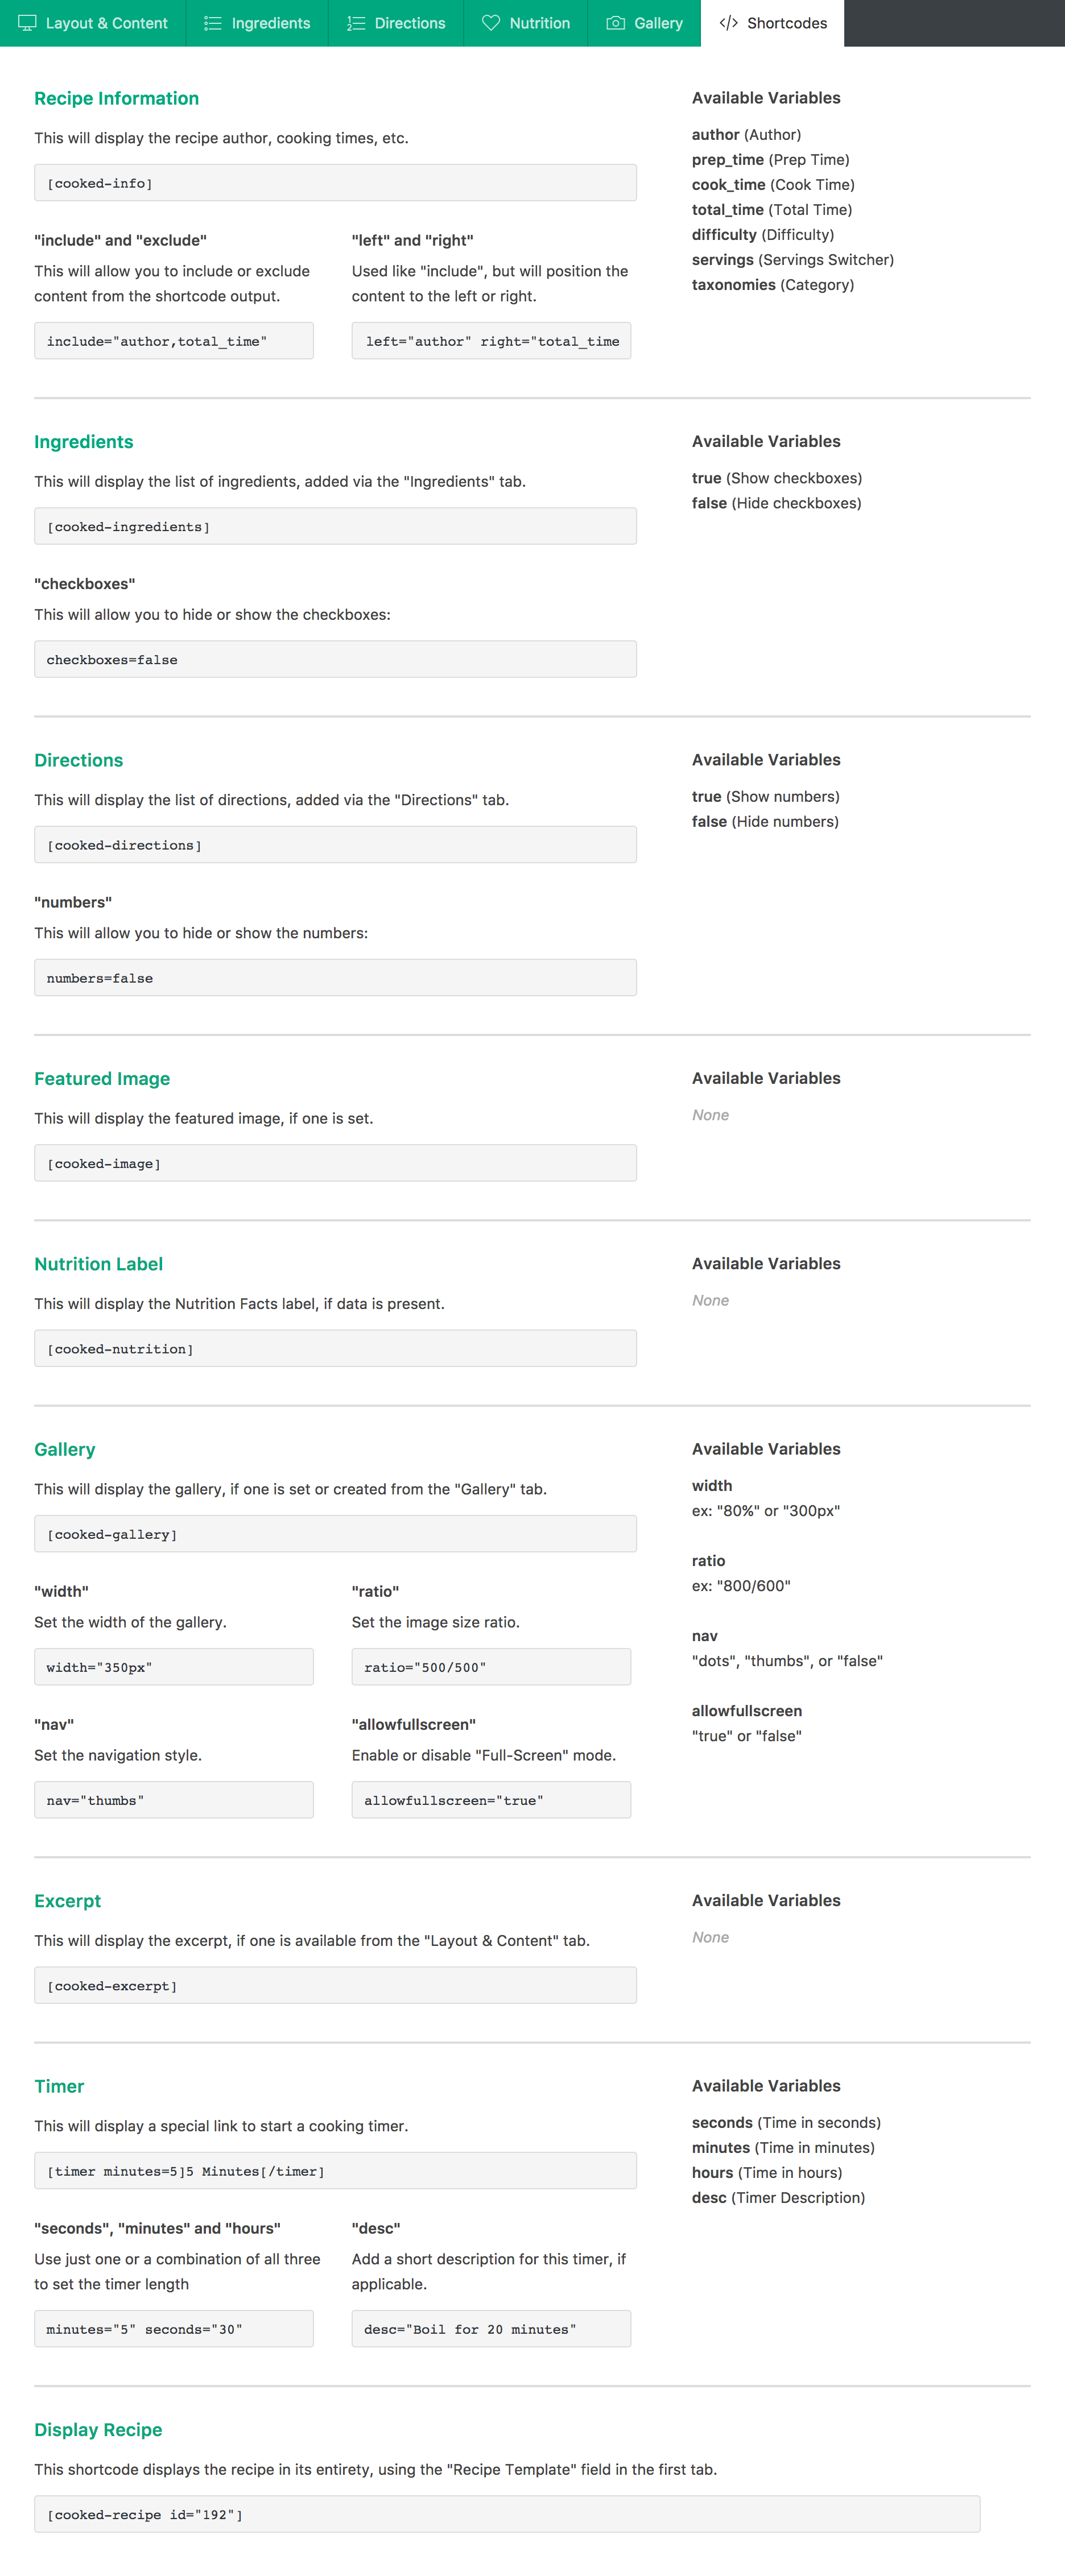 Layout & Content
Ingredients
Directions
Nutrition
Gallery
</> Shortcodes
Recipe Information
This will display the recipe author, cooking times, etc.
[cooked-info]
"include" and "exclude"
This will allow you to include or exclude
content from the shortcode output.
include="author,total_time"
"left" and "right"
Used like "include", but will position the
content to the left or right.
left="author" right="total_time
Available Variables
author (Author)
prep_time (Prep Time)
cook_time (Cook Time)
total_time (Total Time)
difficulty (Difficulty)
servings (Servings Switcher)
taxonomies (Category)
Ingredients
This will display the list of ingredients, added via the "Ingredients" tab.
[cooked-ingredients]
"checkboxes"
This will allow you to hide or show the checkboxes:
checkboxes=false
Available Variables
true (Show checkboxes)
false (Hide checkboxes)
Directions
This will display the list of directions, added via the "Directions" tab.
[cooked-directions]
"numbers"
This will allow you to hide or show the numbers:
numbers=false
Available Variables
true (Show numbers)
false (Hide numbers)
Featured Image
This will display the featured image, if one is set.
[cooked-image]
Available Variables
None
Nutrition Label
This will display the Nutrition Facts label, if data is present.
[cooked-nutrition]
Available Variables
None
Gallery
This will display the gallery, if one is set or created from the "Gallery" tab.
[cooked-gallery]
"width"
Set the width of the gallery.
width="350px"
"ratio"
Set the image size ratio.
ratio="500/500"
"nav"
Set the navigation style.
nav="thumbs"
"allowfullscreen"
Enable or disable "Full-Screen" mode.
allowfullscreen="true"
Available Variables
width
ex: "80%" or "300px"
ratio
ex: "800/600"
nav
"dots", "thumbs", or "false"
allowfullscreen
"true" or "false"
Excerpt
This will display the excerpt, if one is available from the "Layout & Content" tab.
[cooked-excerpt]
Available Variables
None
Timer
This will display a special link to start a cooking timer.
[timer minutes=5]5 Minutes[/timer]
"seconds", "minutes" and "hours"
Use just one or a combination of all three
to set the timer length
minutes="5" seconds="30"
"desc"
Add a short description for this timer, if
applicable.
desc="Boil for 20 minutes"
Available Variables
seconds (Time in seconds)
minutes (Time in minutes)
hours (Time in hours)
desc (Timer Description)
Display Recipe
This shortcode displays the recipe in its entirety, using the "Recipe Template" field in the first tab.
[cooked-recipe id="192"]